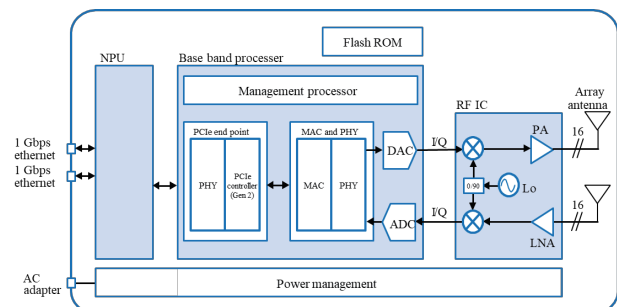 Flash ROM
NPU
Base band processer
Management processor
RF IC
Array
antenna
PCIe end point
PHY
PCIe
controller
(Gen 2)
MAC and PHY
MAC
PHY
DAC
I/Q
PA
16
1 Gbps
ethernet
1 Gbps
ethernet
0/90
Lo
ADC
I/Q
LNA
16
AC
adapter
Power management